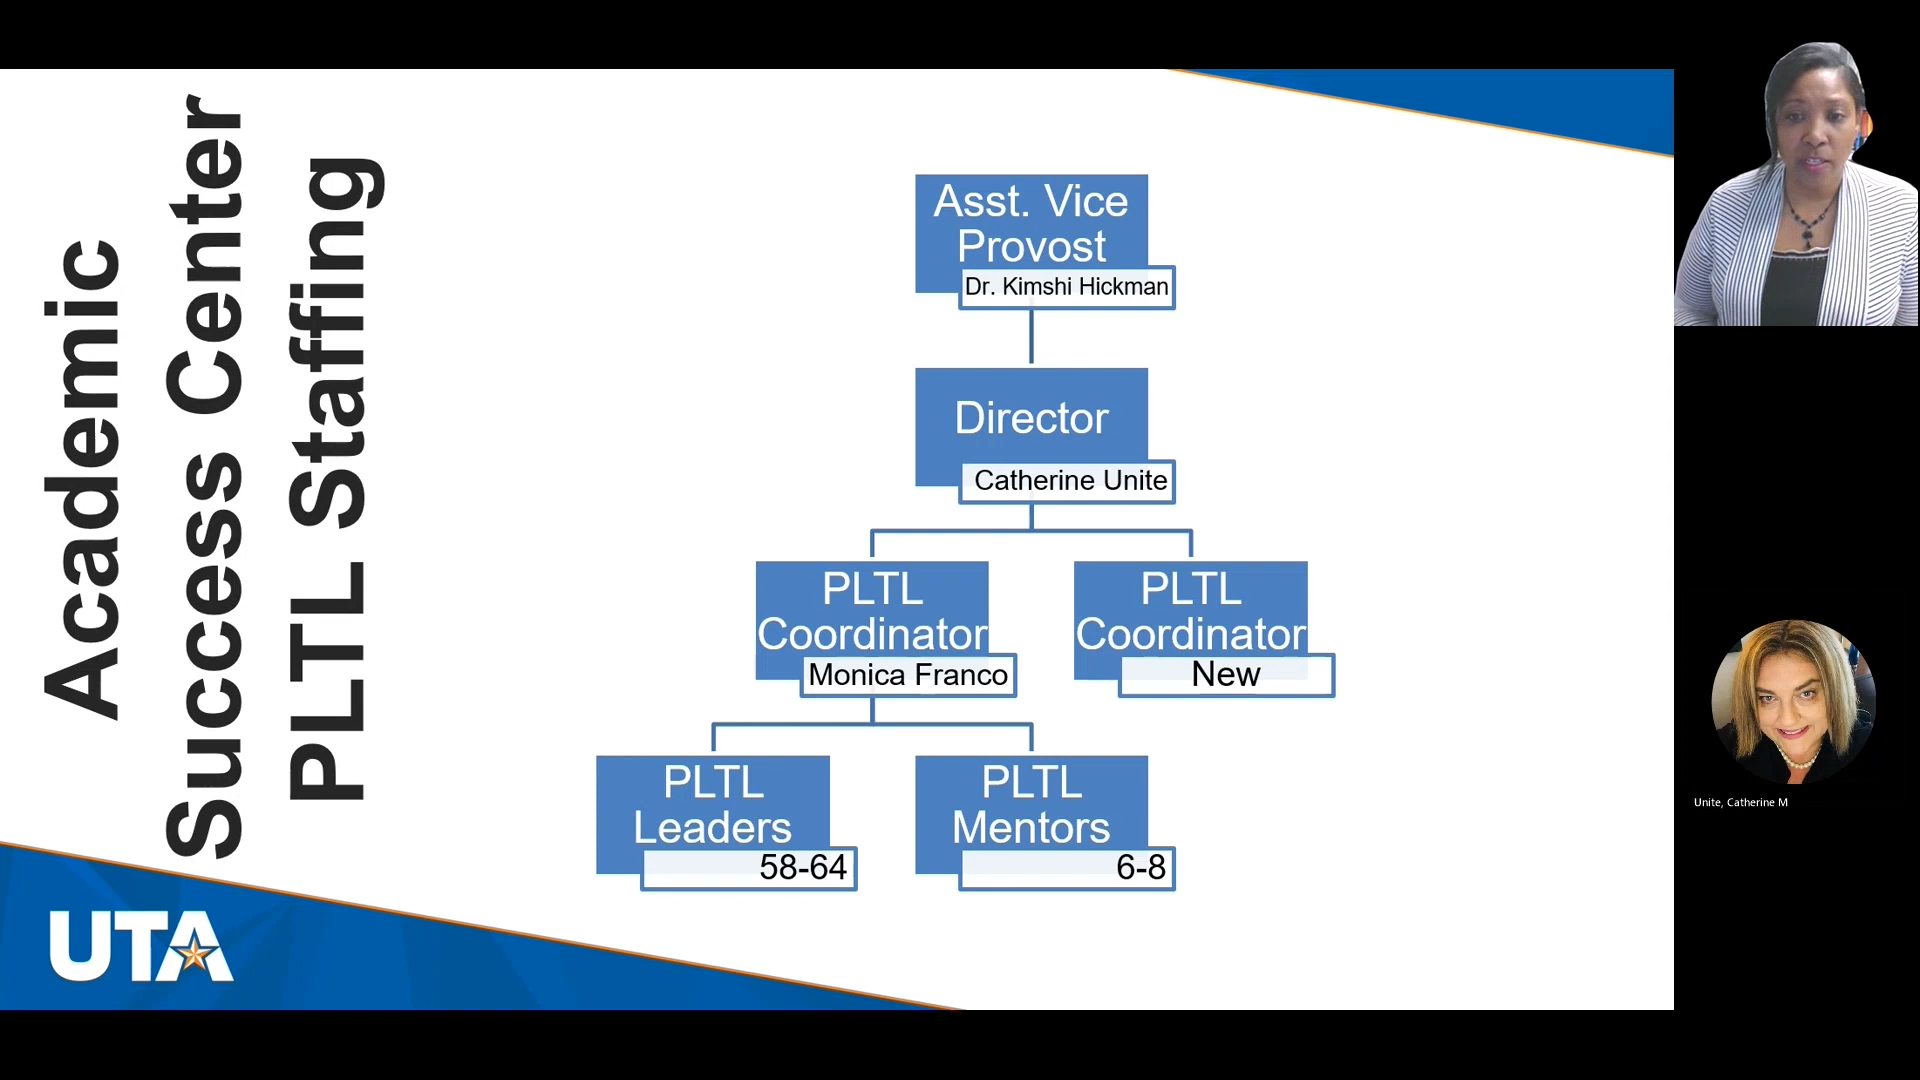 Academic
Success Center
PLTL Staffing
Asst. Vice
Provost
Dr. Kimshi Hickman
Director
Catherine Unite
PLTL
Coordinator
Monica Franco
PLTL
Coordinator
New
PLTL
Leaders
58-64
PLTL
Mentors
6-8
UTA
Unite, Catherine M